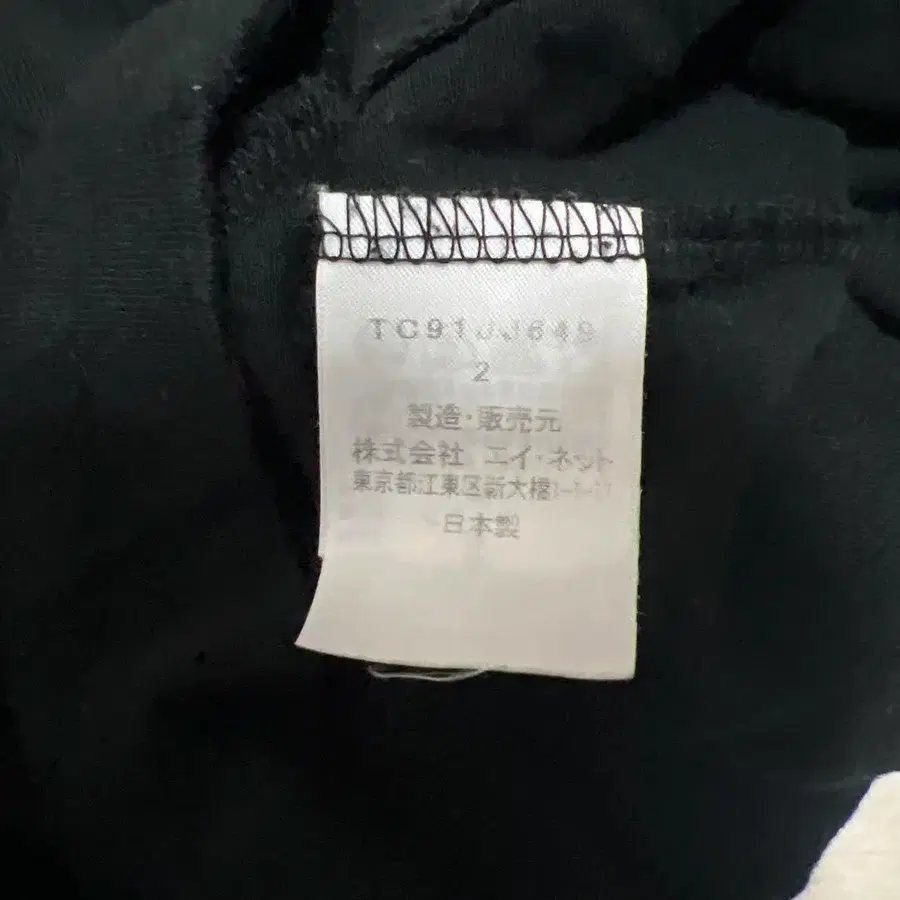 TC91JJ649
2
製造・販売元
株式会社 エイ・ネット
東京都江東区新大橋1-1-11
日本製